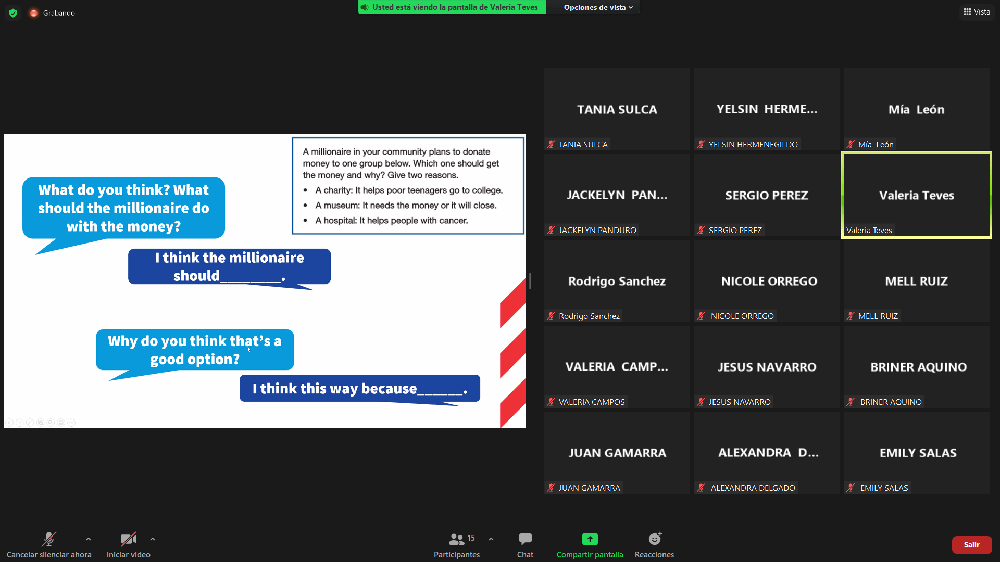 Grabando
Usted está viendo la pantalla de Valeria Teves
Opciones de vista
Vista
A millionaire in your community plans to donate
money to one group below. Which one should get
the money and why? Give two reasons.
• A charity: It helps poor teenagers go to college.
• A museum: It needs the money or it will close.
• A hospital: It helps people with cancer.
What do you think? What
should the millionaire do
with the money?
I think the millionaire
should________.
Why do you think that's a
good option?
I think this way because______.
TANIA SULCA
TANIA SULCA
YELSIN HERME...
YELSIN HERMENEGILDO
Mía León
Mía León
JACKELYN PAN...
JACKELYN PANDURO
SERGIO PEREZ
SERGIO PEREZ
Valeria Teves
Valeria Teves
Rodrigo Sanchez
Rodrigo Sanchez
NICOLE ORREGO
NICOLE ORREGO
MELL RUIZ
MELL RUIZ
VALERIA CAMP...
VALERIA CAMPOS
JESUS NAVARRO
JESUS NAVARRO
BRINER AQUINO
BRINER AQUINO
JUAN GAMARRA
JUAN GAMARRA
ALEXANDRA D...
ALEXANDRA DELGADO
EMILY SALAS
EMILY SALAS
Cancelar silenciar ahora
Iniciar video
15
Participantes
Chat
Compartir pantalla
Reacciones
Salir